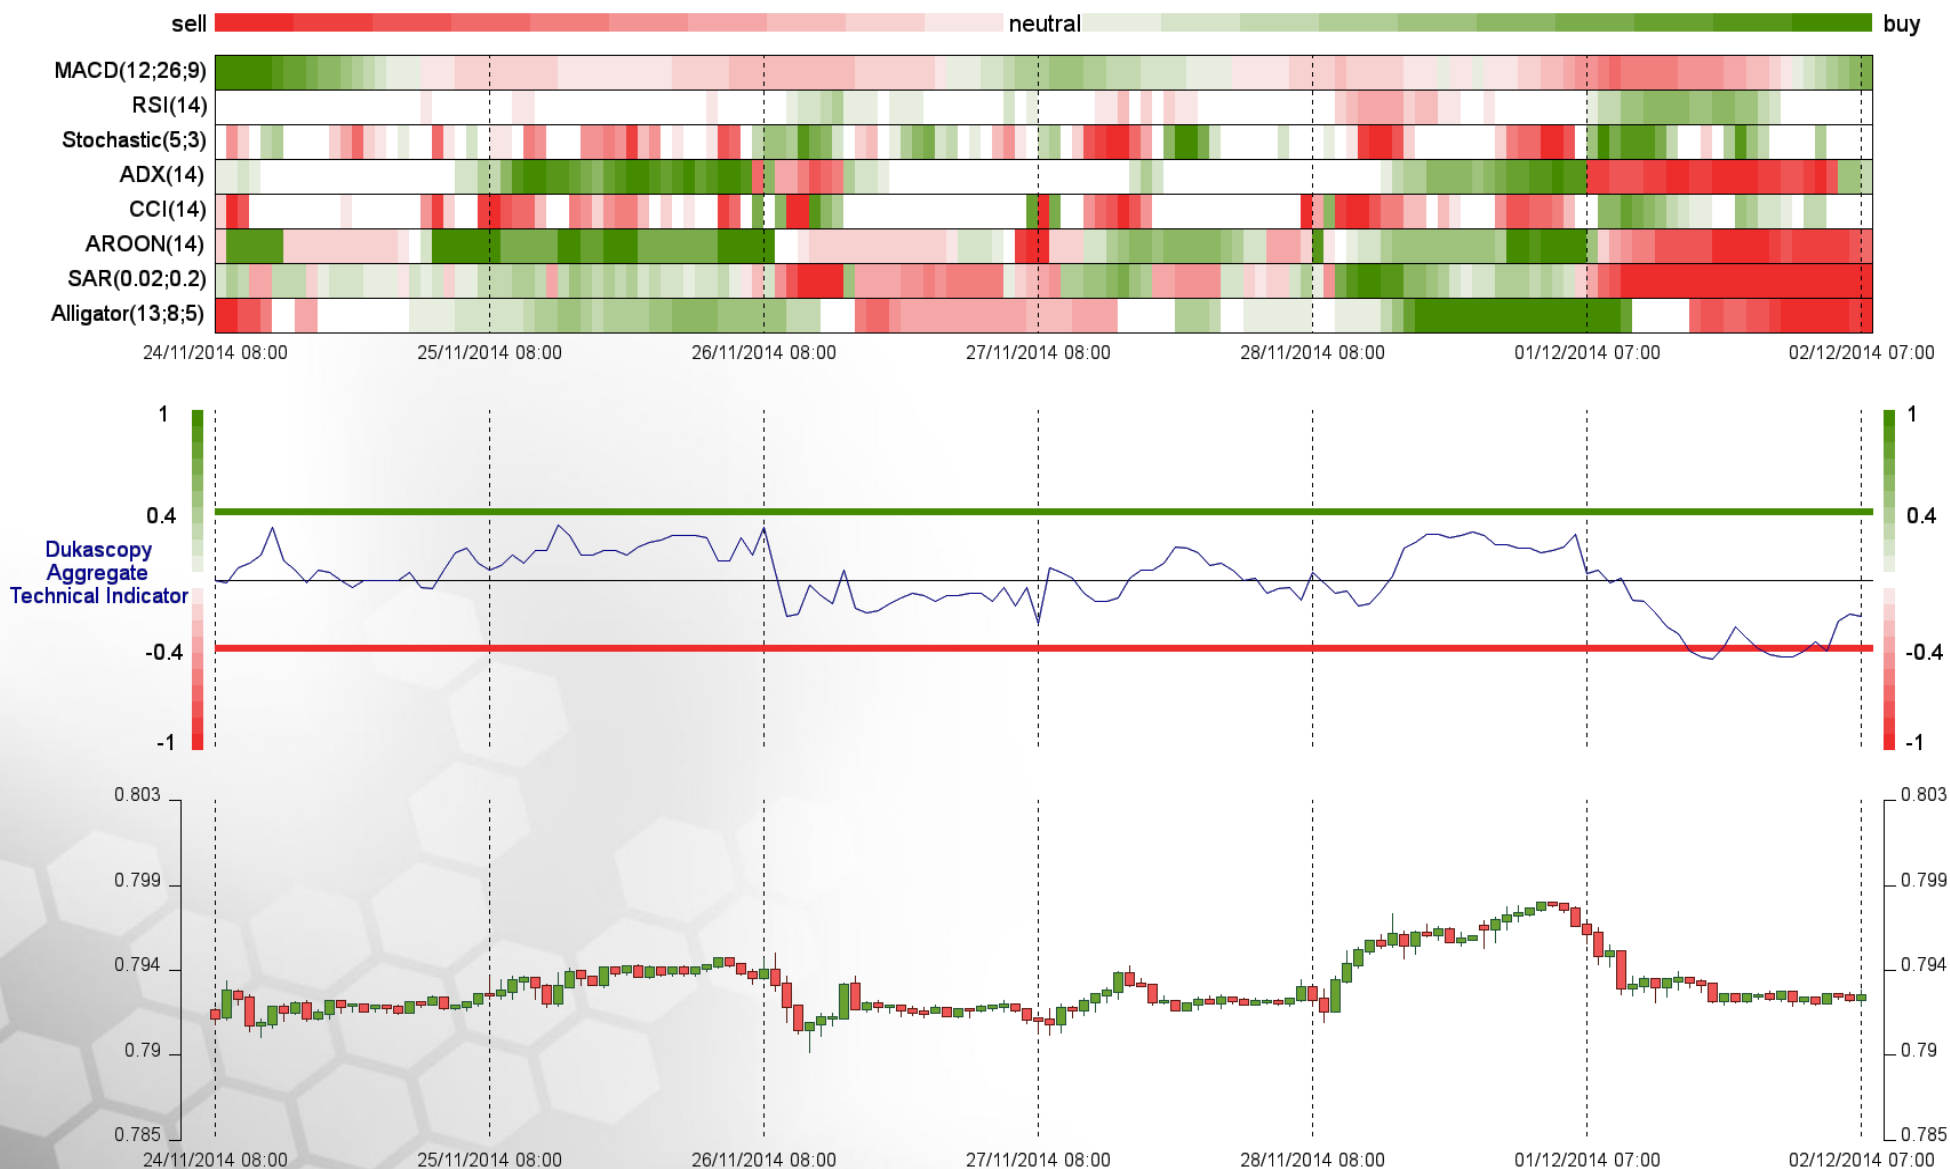 sell neutral buy
MACD(12;26;9)
RSI(14)
Stochastic(5;3)
ADX(14)
CCI(14)
AROON(14)
SAR(0.02;0.2)
Alligator(13;8;5)
24/11/2014 08:00 25/11/2014 08:00 26/11/2014 08:00 27/11/2014 08:00 28/11/2014 08:00 01/12/2014 07:00 02/12/2014 07:00
1 1
0.4 0.4
Dukascopy
Aggregate
Technical Indicator
-0.4 -0.4
-1 -1
0.803 0.803
0.799 0.799
0.794 0.794
0.79 0.79
0.785 0.785
24/11/2014 08:00 25/11/2014 08:00 26/11/2014 08:00 27/11/2014 08:00 28/11/2014 08:00 01/12/2014 07:00 02/12/2014 07:00